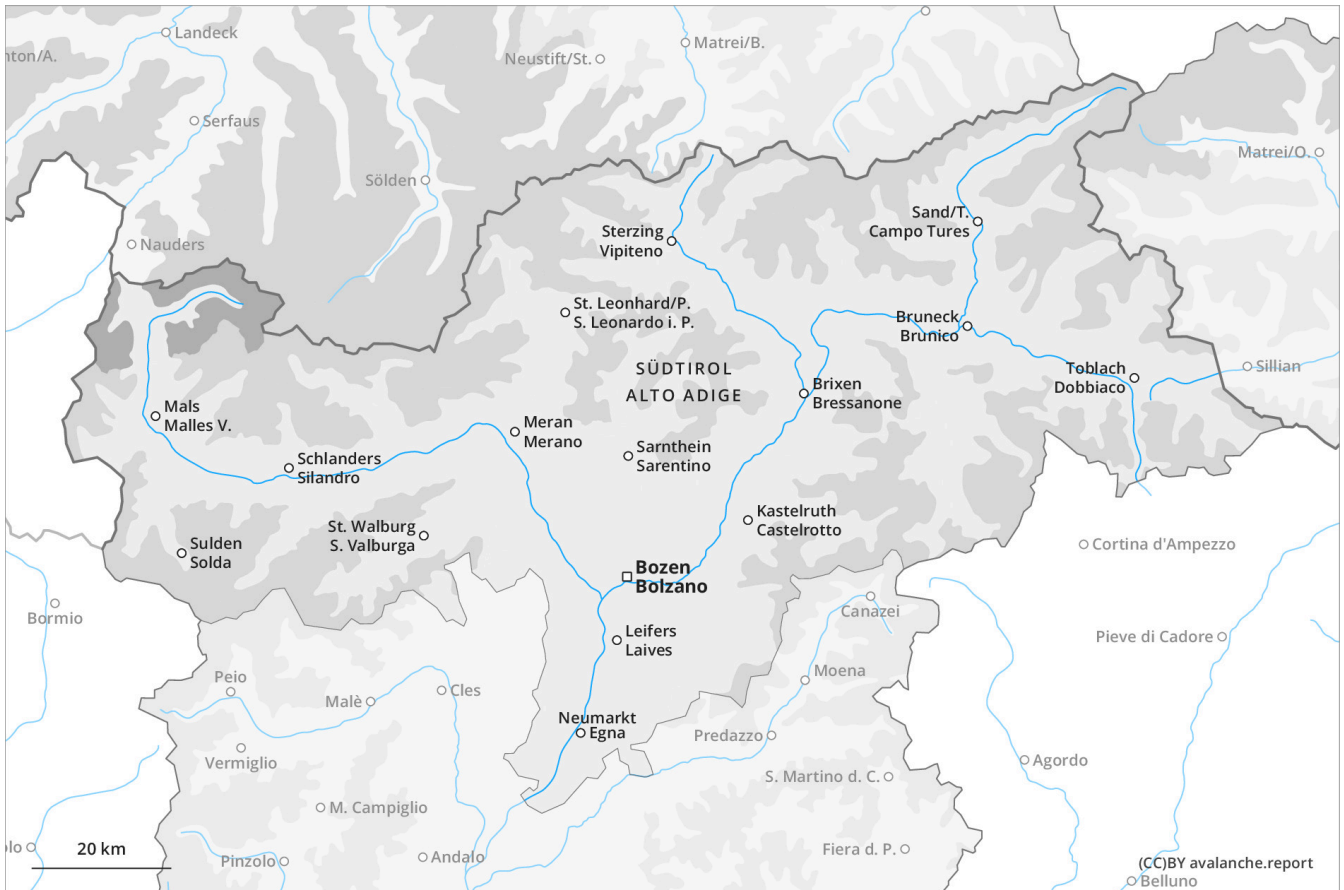 Landeck
nton/A.
Neustift/St.
Matrei/B.
Serfaus
Matrei/O.
Sölden
Sand/T.
Campo Tures
Sterzing
Vipiteno
Nauders
St. Leonhard/P.
S. Leonardo i. P.
Bruneck
Brunico
SÜDTIROL
ALTO ADIGE
Toblach
Dobbiaco
Sillian
Brixen
Bressanone
Mals
Malles V.
Meran
Merano
Sarnthein
Sarentino
Schlanders
Silandro
Kastelruth
Castelrotto
St. Walburg
S. Valburga
Sulden
Solda
Cortina d'Ampezzo
Bozen
Bolzano
Bormio
Canazei
Leifers
Laives
Pieve di Cadore
Peio
Moena
Malè
Cles
Neumarkt
Egna
Predazzo
Vermiglio
Agordo
S. Martino d. C.
M. Campiglio
olo
20 km
Pinzolo
Andalo
Fiera d. P.
(CC)BY avalanche.report
Belluno